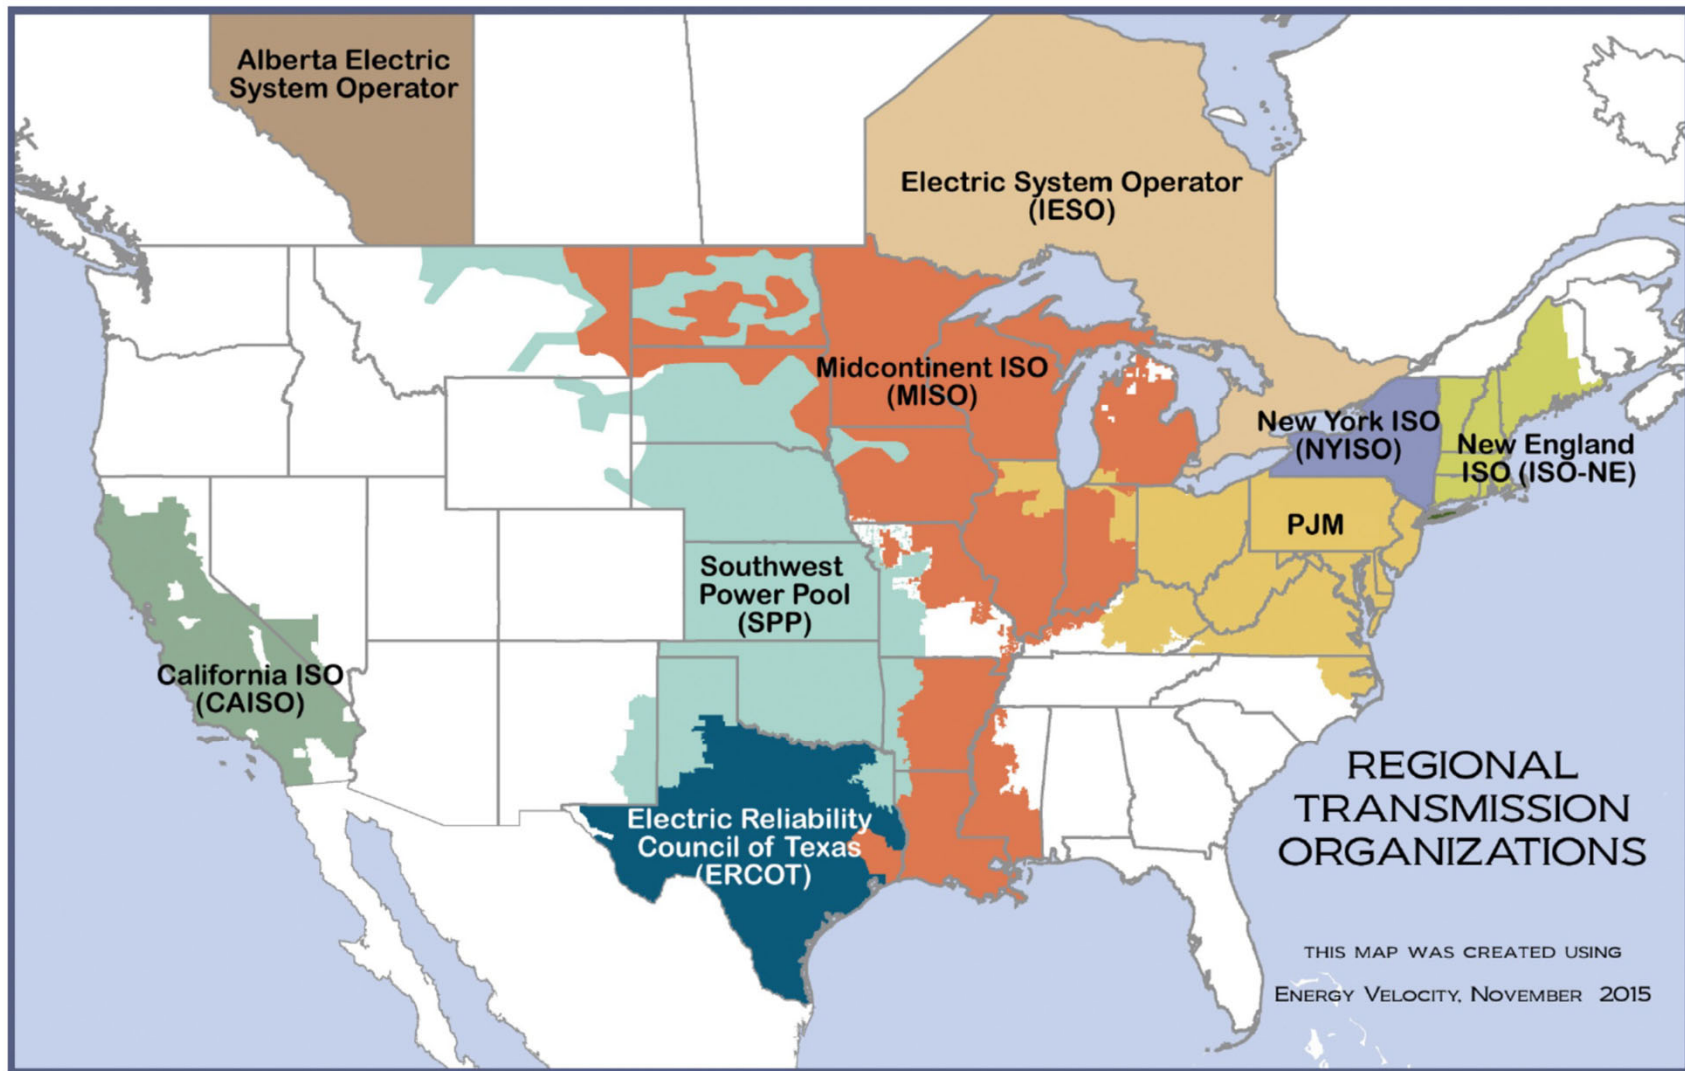 Alberta Electric
System Operator
Electric System Operator
(IESO)
Midcontinent ISO
(MISO)
New York ISO
(NYISO)
New England
ISO (ISO-NE)
PJM
Southwest
Power Pool
(SPP)
California ISO
(CAISO)
Electric Reliability
Council of Texas
(ERCOT)
REGIONAL
TRANSMISSION
ORGANIZATIONS
THIS MAP WAS CREATED USING
ENERGY VELOCITY, NOVEMBER 2015